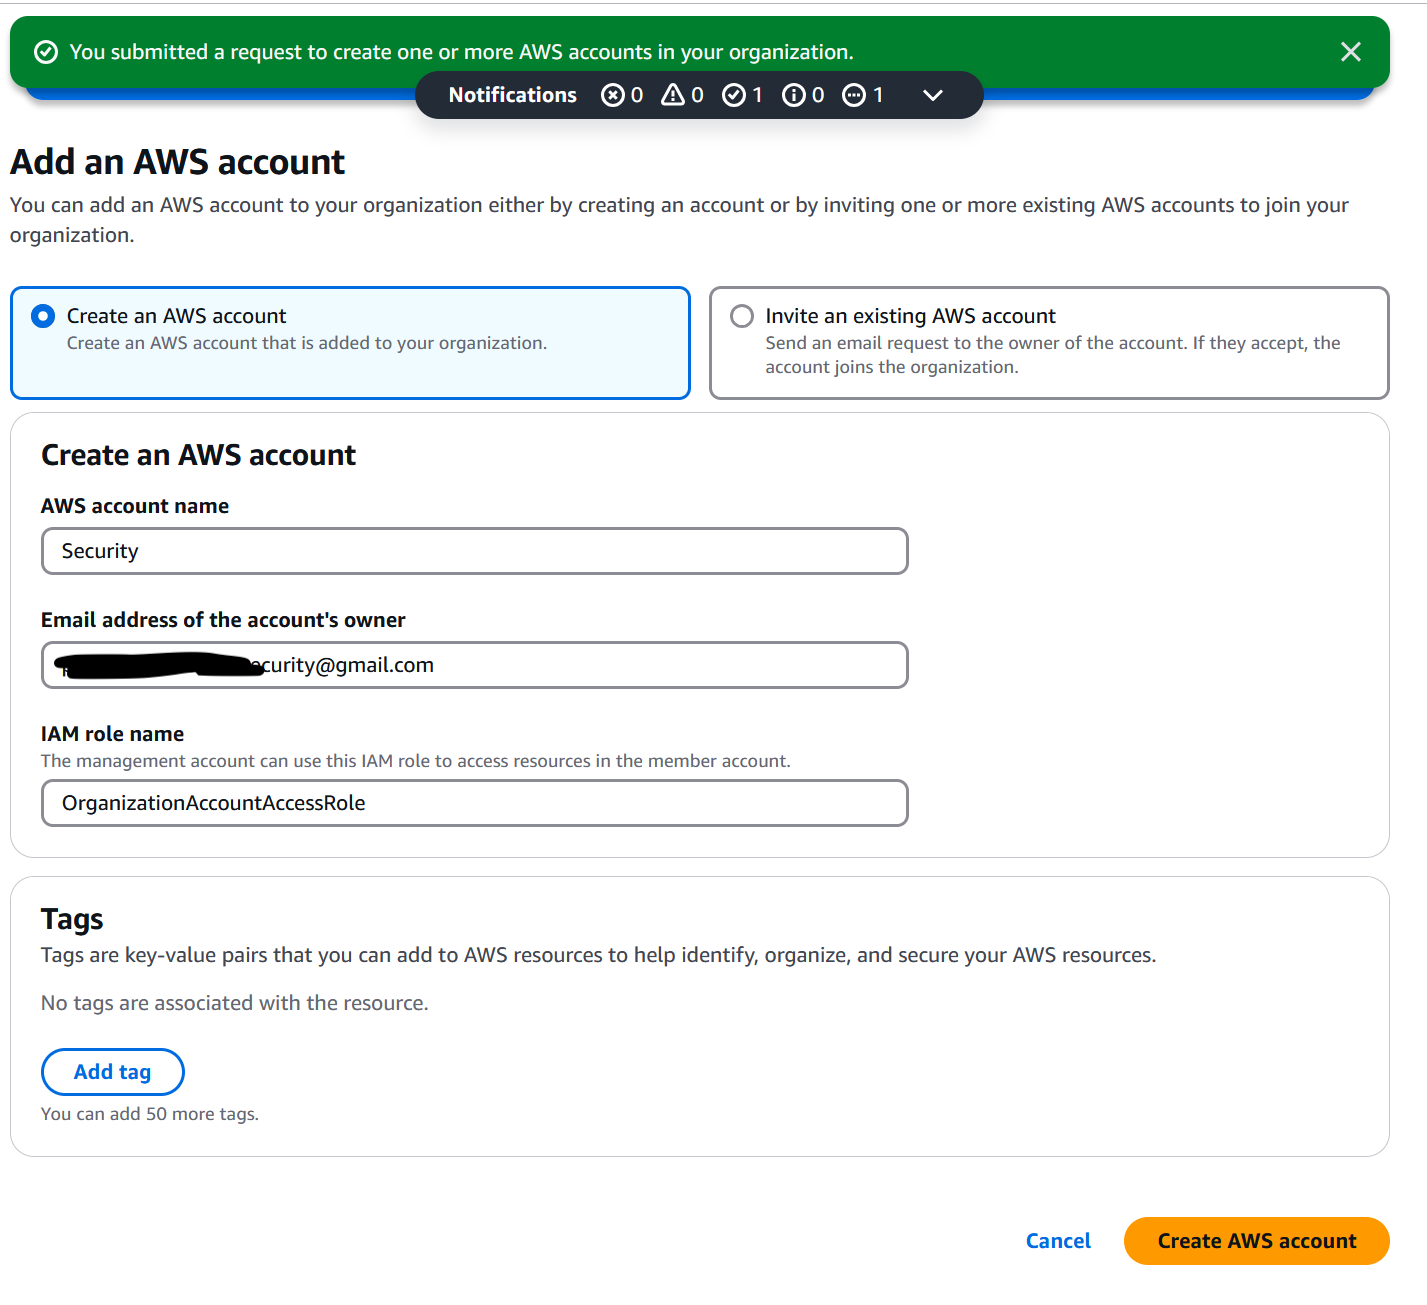 You submitted a request to create one or more AWS accounts in your organization.
Notifications 0 0 1 0 1
Add an AWS account
You can add an AWS account to your organization either by creating an account or by inviting one or more existing AWS accounts to join your
organization.
Create an AWS account
Create an AWS account that is added to your organization.
Invite an existing AWS account
Send an email request to the owner of the account. If they accept, the
account joins the organization.
Create an AWS account
AWS account name
Security
Email address of the account's owner
ecurity@gmail.com
IAM role name
The management account can use this IAM role to access resources in the member account.
OrganizationAccountAccessRole
Tags
Tags are key-value pairs that you can add to AWS resources to help identify, organize, and secure your AWS resources.
No tags are associated with the resource.
Add tag
You can add 50 more tags.
Cancel
Create AWS account